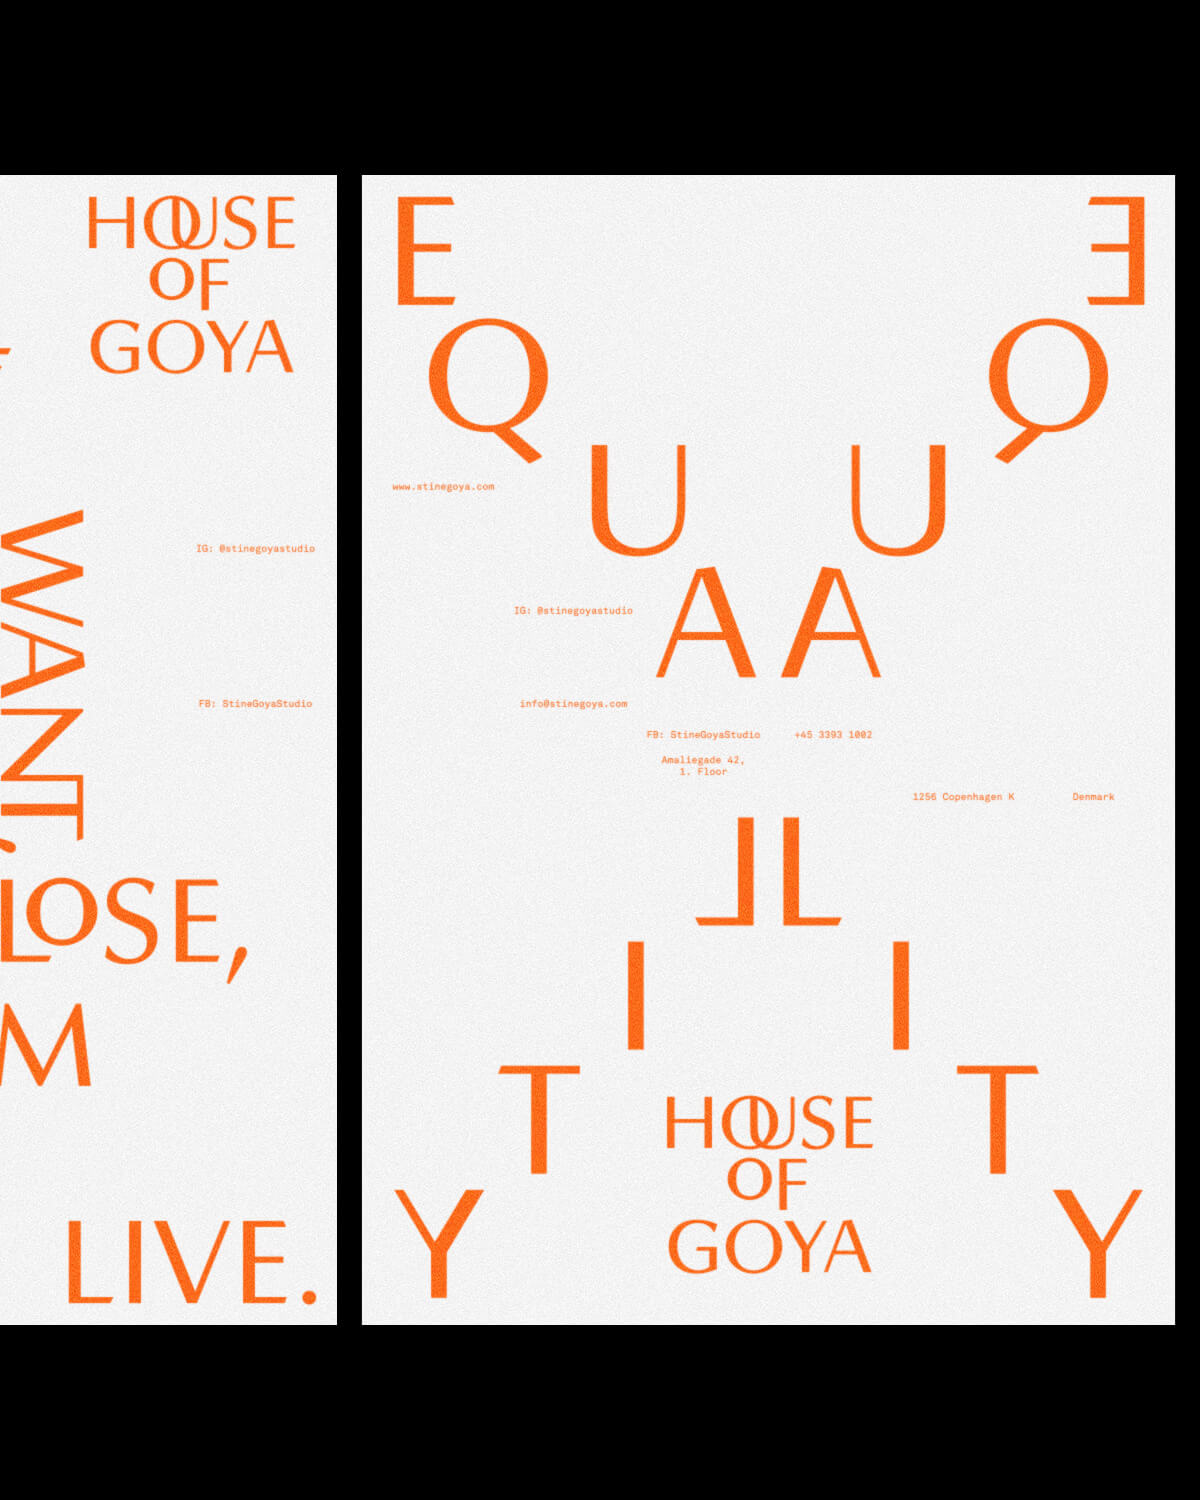 HOUSE
OF
GOYA
WANT,
IG: @stinegoyastudio
FB: StineGoyaStudio
LOSE,
M
LIVE.
E E
Q Q
U U
www.stinegoya.com
A A
IG: @stinegoyastudio
info@stinegoya.com
FB: StineGoyaStudio +45 3393 1002
Amaliegade 42,
1. Floor
1256 Copenhagen K Denmark
L L
I I
T T
HOUSE
OF
GOYA
Y Y